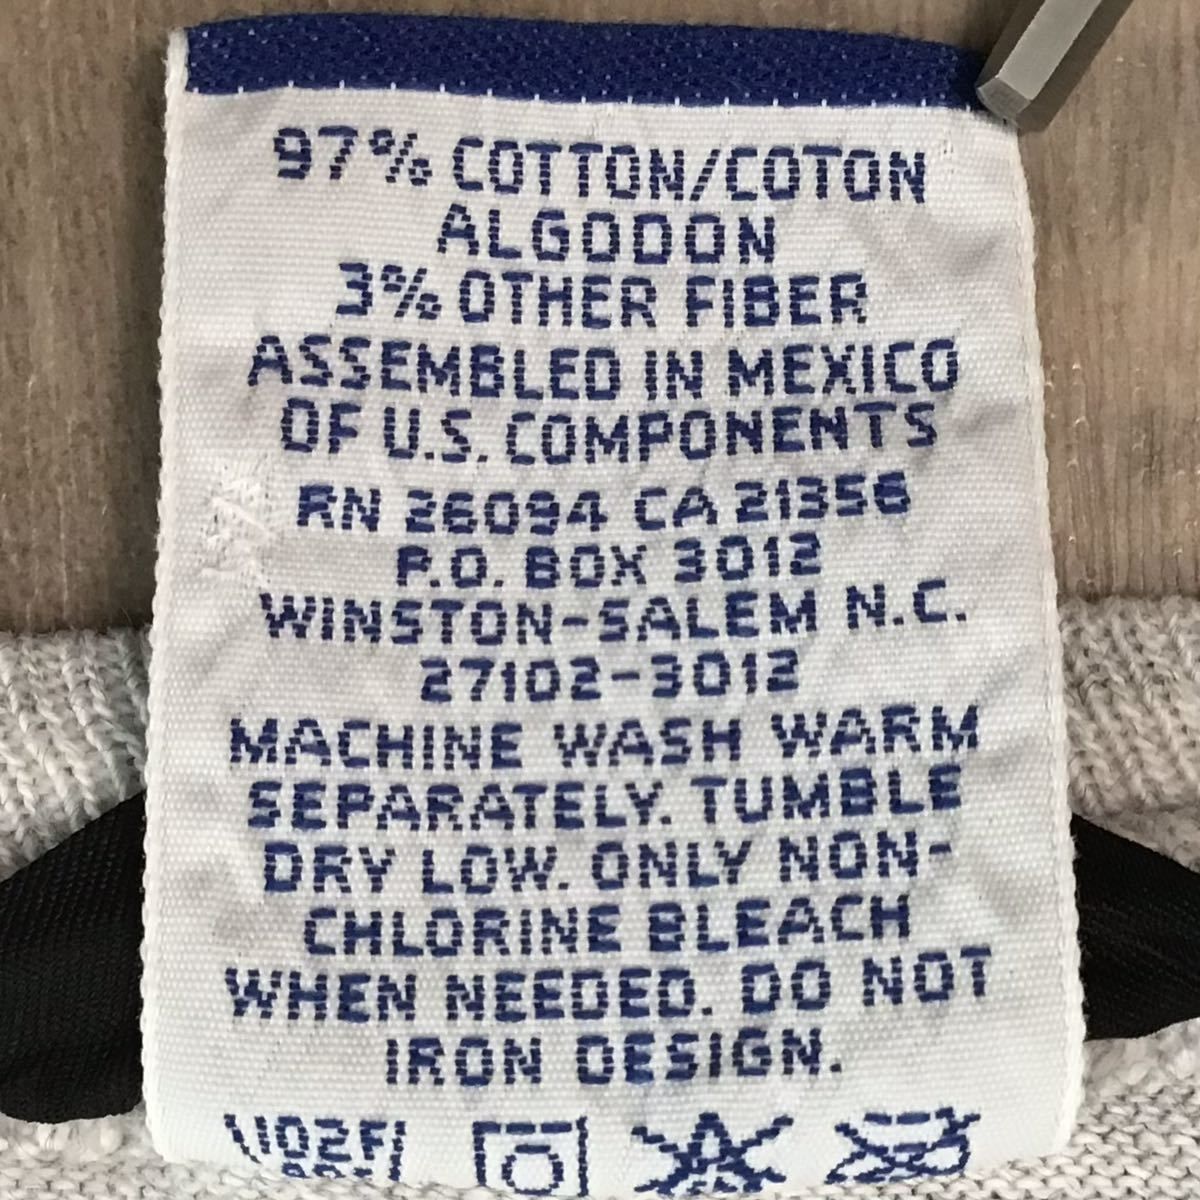 97% COTTON/COTON
ALGODON
3% OTHER FIBER
ASSEMBLED IN MEXICO
OF U.S. COMPONENTS
RN 26094 CA 21356
P.O. BOX 3012
WINSTON-SALEM N.C.
27102-3012
MACHINE WASH WARM
SEPARATELY. TUMBLE
DRY LOW. ONLY NON-
CHLORINE BLEACH
WHEN NEEDED. DO NOT
IRON DESIGN.
102F